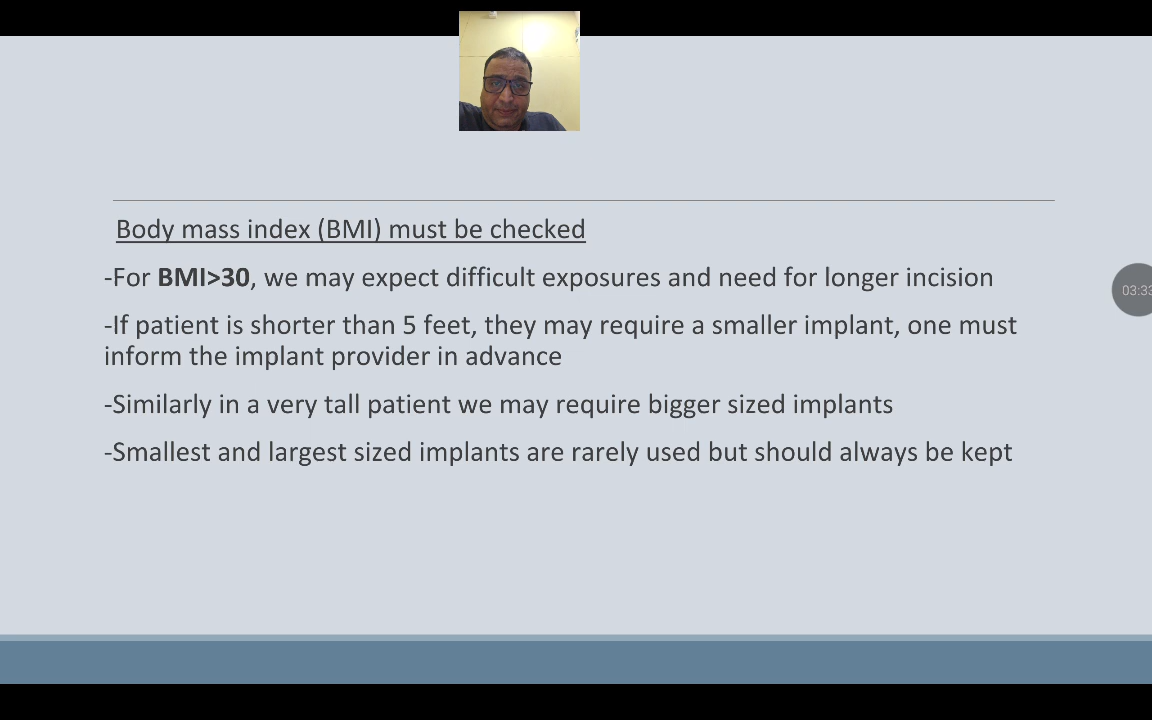 Body mass index (BMI) must be checked
-For BMI>30, we may expect difficult exposures and need for longer incision
-If patient is shorter than 5 feet, they may require a smaller implant, one must
inform the implant provider in advance
-Similarly in a very tall patient we may require bigger sized implants
-Smallest and largest sized implants are rarely used but should always be kept
03:33